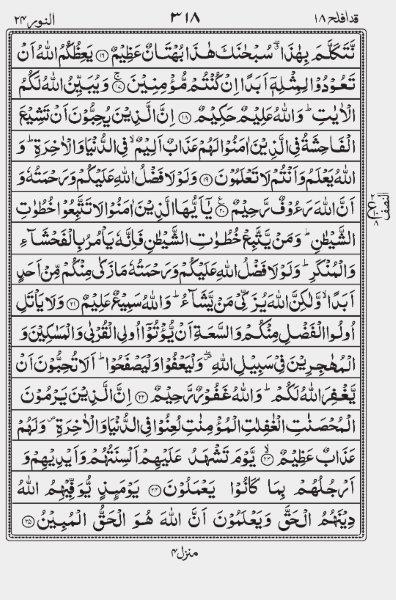 قد افلح ١٨ ٣١٨ النور ٢٤
نَّتَكَلَّمَ بِهٰذَا ۖ سُبْحٰنَكَ هٰذَا بُهْتَانٌ عَظِيْمٌ ﴿١٦﴾ يَعِظُكُمُ اللّٰهُ اَنْ
تَعُوْدُوْا لِمِثْلِهٖۤ اَبَدًا اِنْ كُنْتُمْ مُّؤْمِنِيْنَ ۚ﴿١٧﴾ وَيُبَيِّنُ اللّٰهُ لَكُمُ
الْاٰيٰتِ ؕ وَاللّٰهُ عَلِيْمٌ حَكِيْمٌ ﴿١٨﴾ اِنَّ الَّذِيْنَ يُحِبُّوْنَ اَنْ تَشِيْعَ
الْفَاحِشَةُ فِى الَّذِيْنَ اٰمَنُوْا لَهُمْ عَذَابٌ اَلِيْمٌ ۙ فِى الدُّنْيَا وَالْاٰخِرَةِ ؕ وَ
اللّٰهُ يَعْلَمُ وَاَنْتُمْ لَا تَعْلَمُوْنَ ﴿١٩﴾ وَلَوْ لَا فَضْلُ اللّٰهِ عَلَيْكُمْ وَرَحْمَتُهٗ وَ
اَنَّ اللّٰهَ رَءُوْفٌ رَّحِيْمٌ ﴿٢٠﴾ يٰۤاَيُّهَا الَّذِيْنَ اٰمَنُوْا لَا تَتَّبِعُوْا خُطُوٰتِ
الشَّيْطٰنِ ؕ وَمَنْ يَّتَّبِعْ خُطُوٰتِ الشَّيْطٰنِ فَاِنَّهٗ يَاْمُرُ بِالْفَحْشَآءِ
وَالْمُنْكَرِ ؕ وَلَوْ لَا فَضْلُ اللّٰهِ عَلَيْكُمْ وَرَحْمَتُهٗ مَا زَكٰى مِنْكُمْ مِّنْ اَحَدٍ
اَبَدًا ۙ وَّلٰكِنَّ اللّٰهَ يُزَكِّىْ مَنْ يَّشَآءُ ؕ وَاللّٰهُ سَمِيْعٌ عَلِيْمٌ ﴿٢١﴾ وَلَا يَاْتَلِ
اُولُوا الْفَضْلِ مِنْكُمْ وَالسَّعَةِ اَنْ يُّؤْتُوْۤا اُولِى الْقُرْبٰى وَالْمَسٰكِيْنَ وَ
الْمُهٰجِرِيْنَ فِىْ سَبِيْلِ اللّٰهِ ۖ وَلْيَعْفُوْا وَلْيَصْفَحُوْا ؕ اَلَا تُحِبُّوْنَ اَنْ
يَّغْفِرَ اللّٰهُ لَكُمْ ؕ وَاللّٰهُ غَفُوْرٌ رَّحِيْمٌ ﴿٢٢﴾ اِنَّ الَّذِيْنَ يَرْمُوْنَ
الْمُحْصَنٰتِ الْغٰفِلٰتِ الْمُؤْمِنٰتِ لُعِنُوْا فِى الدُّنْيَا وَالْاٰخِرَةِ ۪ وَلَهُمْ
عَذَابٌ عَظِيْمٌ ۙ﴿٢٣﴾ يَّوْمَ تَشْهَدُ عَلَيْهِمْ اَلْسِنَتُهُمْ وَاَيْدِيْهِمْ وَ
اَرْجُلُهُمْ بِمَا كَانُوْا يَعْمَلُوْنَ ﴿٢٤﴾ يَوْمَئِذٍ يُّوَفِّيْهِمُ اللّٰهُ
دِيْنَهُمُ الْحَقَّ وَيَعْلَمُوْنَ اَنَّ اللّٰهَ هُوَ الْحَقُّ الْمُبِيْنُ ﴿٢٥﴾
النصف
منزل ٤